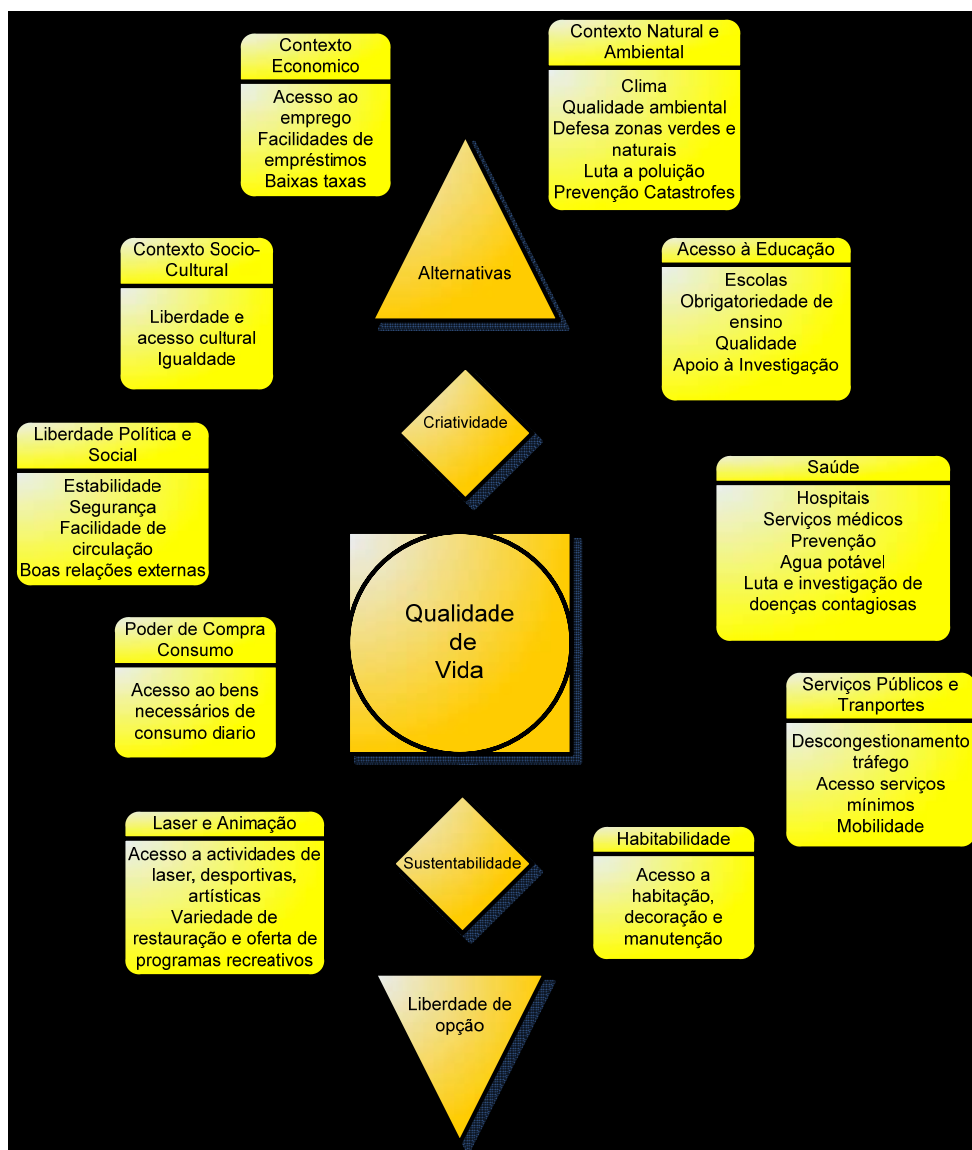 Contexto
Economico
Acesso ao
emprego
Facilidades de
empréstimos
Baixas taxas
Contexto Natural e
Ambiental
Clima
Qualidade ambiental
Defesa zonas verdes e
naturais
Luta a poluição
Prevenção Catastrofes
Alternativas
Contexto Socio-
Cultural
Liberdade e
acesso cultural
Igualdade
Acesso à Educação
Escolas
Obrigatoriedade de
ensino
Qualidade
Apoio à Investigação
Criatividade
Liberdade Política e
Social
Estabilidade
Segurança
Facilidade de
circulação
Boas relações externas
Saúde
Hospitais
Serviços médicos
Prevenção
Agua potável
Luta e investigação de
doenças contagiosas
Qualidade
de
Vida
Poder de Compra
Consumo
Acesso ao bens
necessários de
consumo diario
Serviços Públicos e
Tranportes
Descongestionamento
tráfego
Acesso serviços
mínimos
Mobilidade
Laser e Animação
Acesso a actividades de
laser, desportivas,
artísticas
Variedade de
restauração e oferta de
programas recreativos
Sustentabilidade
Habitabilidade
Acesso a
habitação,
decoração e
manutenção
Liberdade de
opção